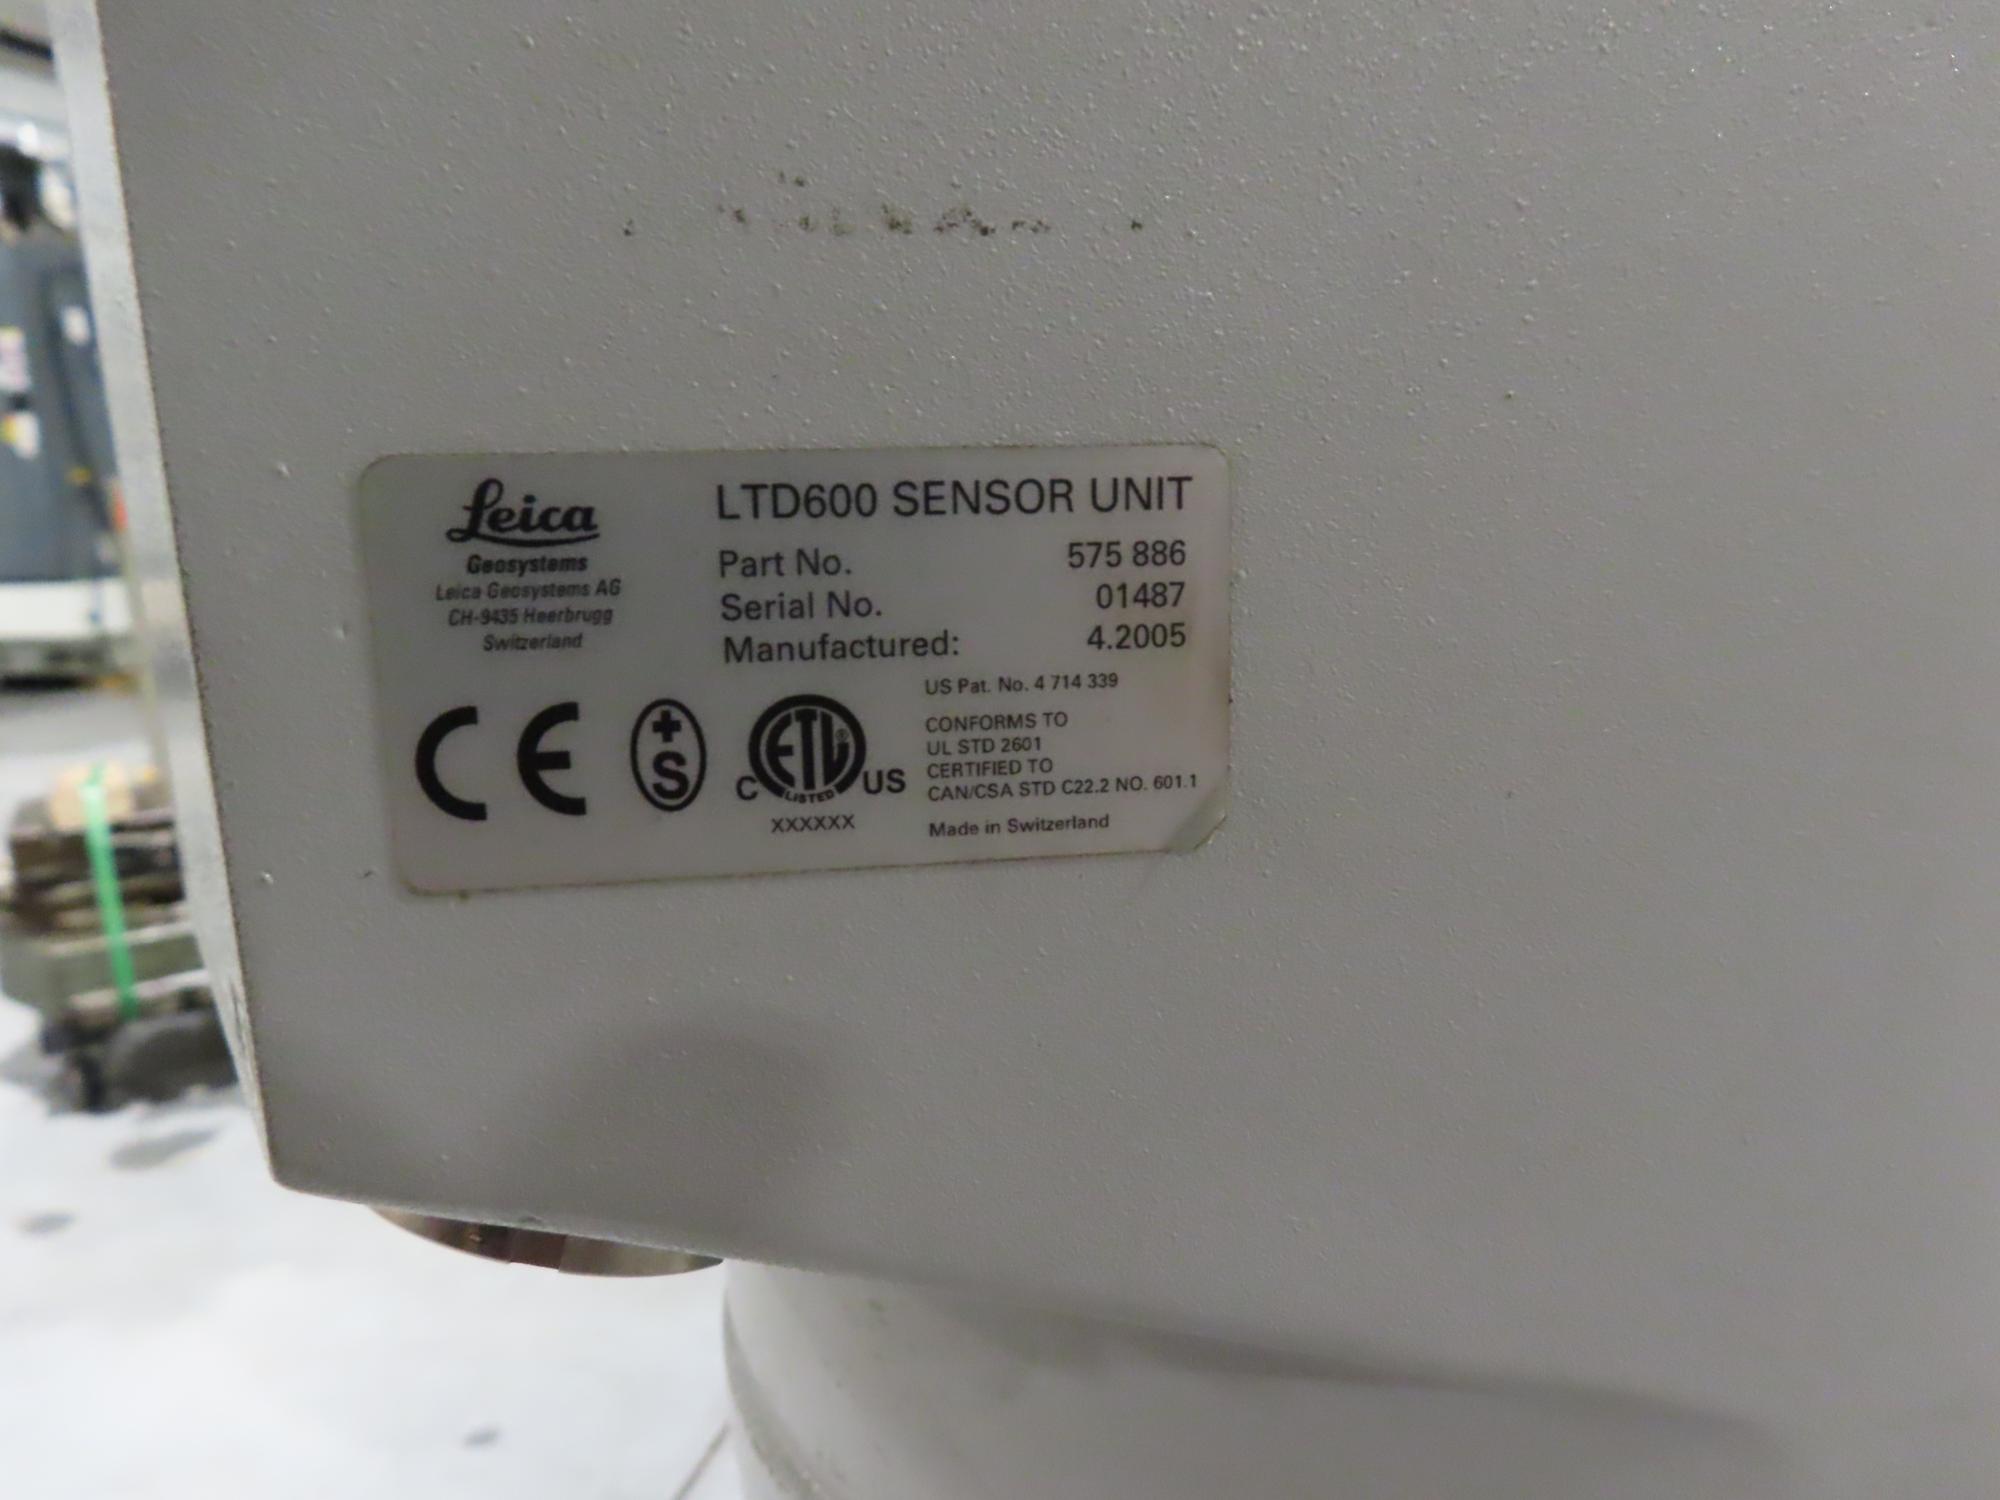 Leica
Geosystems
Leica Geosystems AG
CH-9435 Heerbrugg
Switzerland
LTD600 SENSOR UNIT
Part No. 575 886
Serial No. 01487
Manufactured: 4.2005
US Pat. No. 4 714 339
CONFORMS TO
UL STD 2601
CERTIFIED TO
CAN/CSA STD C22.2 NO. 601.1
Made in Switzerland
CE
+
S
C ETL® US
LISTED
XXXXXX